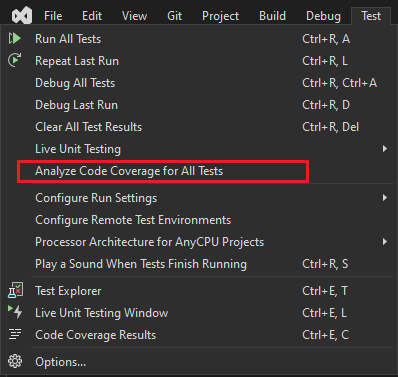 File Edit View Git Project Build Debug Test
Run All Tests Ctrl+R, A
Repeat Last Run Ctrl+R, L
Debug All Tests Ctrl+R, Ctrl+A
Debug Last Run Ctrl+R, D
Clear All Test Results Ctrl+R, Del
Live Unit Testing
Analyze Code Coverage for All Tests
Configure Run Settings
Configure Remote Test Environments
Processor Architecture for AnyCPU Projects
Play a Sound When Tests Finish Running Ctrl+R, S
Test Explorer Ctrl+E, T
Live Unit Testing Window Ctrl+E, L
Code Coverage Results Ctrl+E, C
Options...